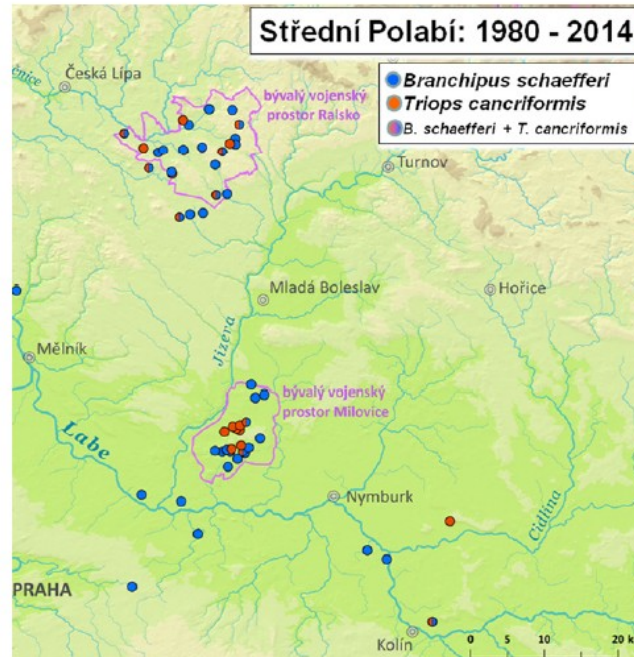 Střední Polabí: 1980 - 2014
Branchipus schaefferi
Triops cancriformis
B. schaefferi + T. cancriformis
Česká Lípa
bývalý vojenský
prostor Ralsko
Turnov
Mladá Boleslav
Hořice
Jizera
Mělník
bývalý vojenský
prostor Milovice
Labe
Nymburk
Cidlina
PRAHA
Kolín
0 5 10 20 k